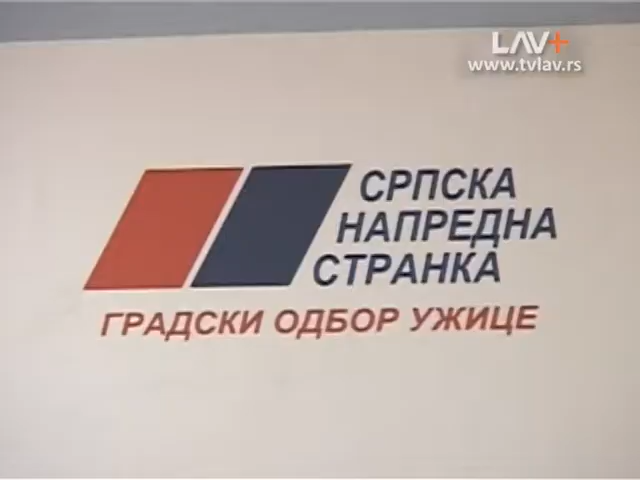 LAV+
www.tvlav.rs
СРПСКА
НАПРЕДНА
СТРАНКА
ГРАДСКИ ОДБОР УЖИЦЕ